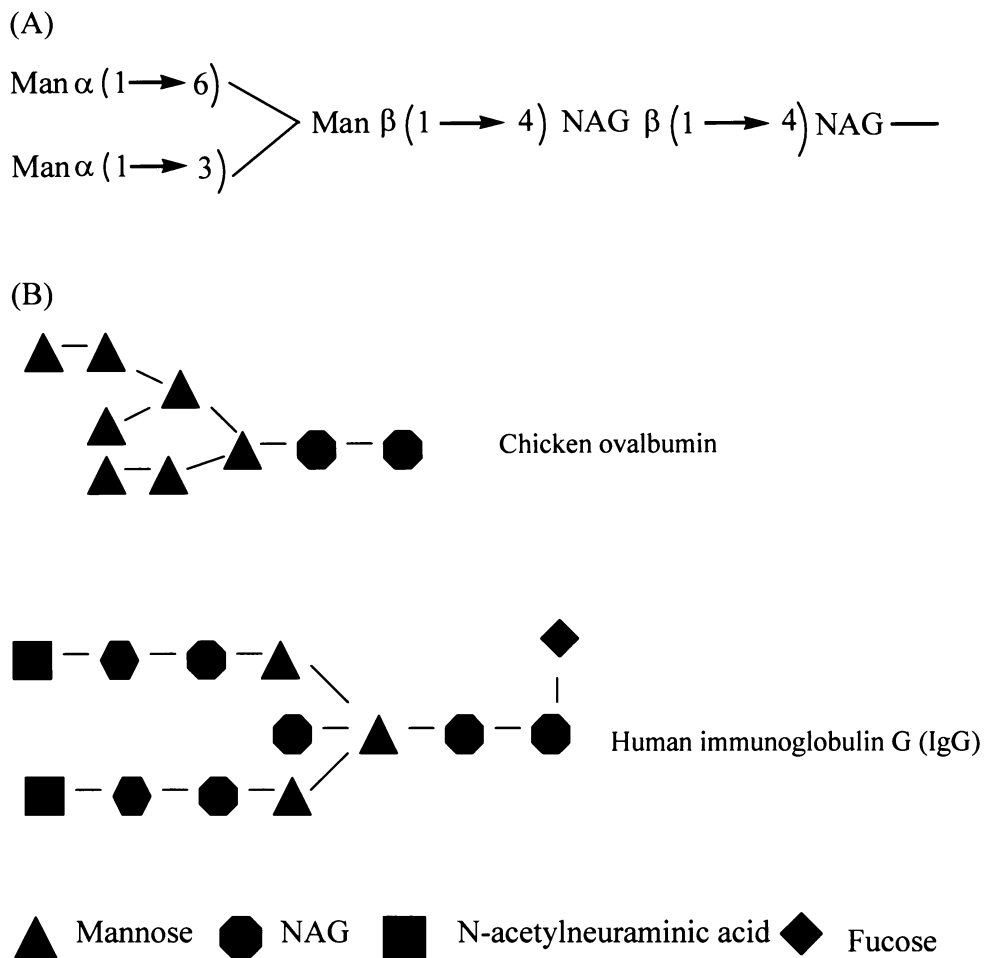 (A)
Man α (1→ 6)
Man β (1 → 4) NAG β (1 → 4) NAG
Man α (1→ 3)
(B)
Chicken ovalbumin
Human immunoglobulin G (IgG)
Mannose NAG N-acetylneuraminic acid Fucose